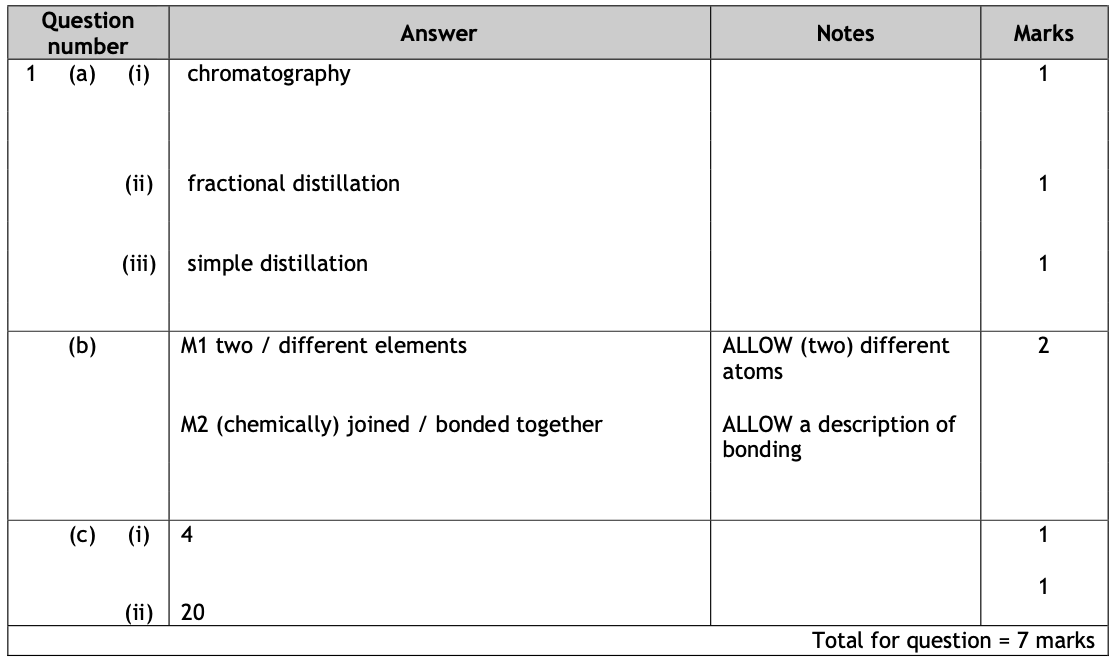 Question number Answer Notes Marks
1 (a) (i) chromatography 1
(ii) fractional distillation 1
(iii) simple distillation 1
(b) M1 two / different elements ALLOW (two) different 2
atoms
M2 (chemically) joined / bonded together ALLOW a description of
bonding
(c) (i) 4 1
1
(ii) 20
Total for question = 7 marks